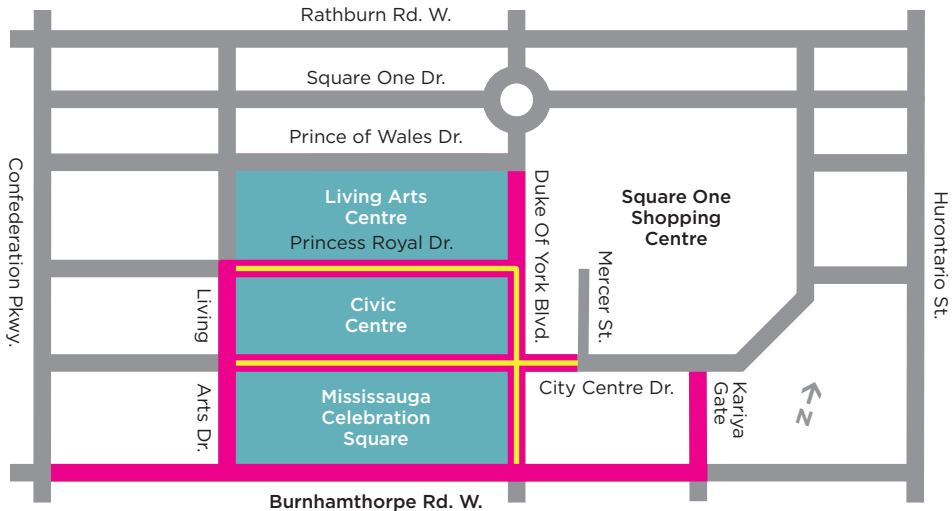 Rathburn Rd. W.
Square One Dr.
Prince of Wales Dr.
Confederation Pkwy.
Living Arts
Centre
Princess Royal Dr.
Duke Of York Blvd.
Square One
Shopping
Centre
Hurontario St.
Mercer St.
Living
Arts Dr.
Civic
Centre
City Centre Dr.
Kariya
Gate
N
Mississauga
Celebration
Square
Burnhamthorpe Rd. W.